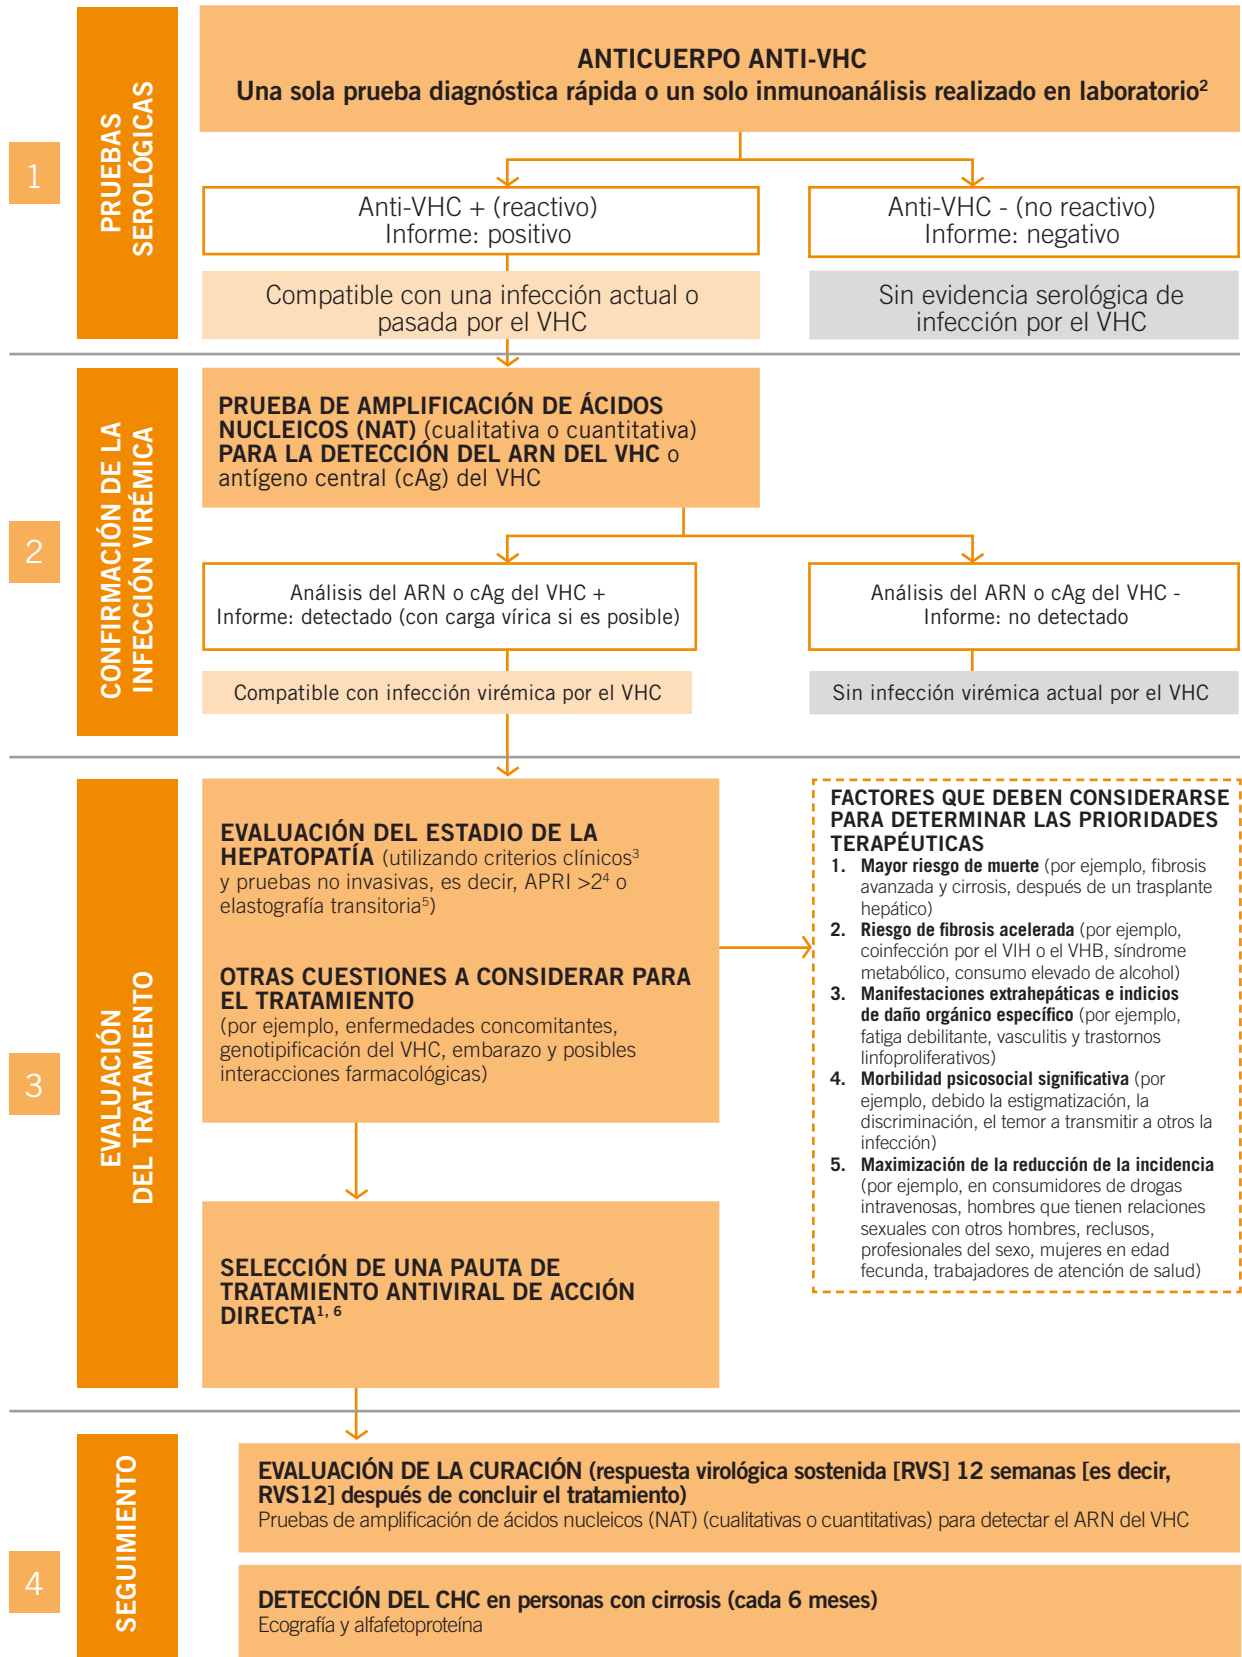 1
PRUEBAS
SEROLÓGICAS
ANTICUERPO ANTI-VHC
Una sola prueba diagnóstica rápida o un solo inmunoanálisis realizado en laboratorio²
Anti-VHC + (reactivo)
Informe: positivo
Anti-VHC - (no reactivo)
Informe: negativo
Compatible con una infección actual o
pasada por el VHC
Sin evidencia serológica de
infección por el VHC
2
CONFIRMACIÓN DE LA
INFECCIÓN VIRÉMICA
PRUEBA DE AMPLIFICACIÓN DE ÁCIDOS
NUCLEICOS (NAT) (cualitativa o cuantitativa)
PARA LA DETECCIÓN DEL ARN DEL VHC o
antígeno central (cAg) del VHC
Análisis del ARN o cAg del VHC +
Informe: detectado (con carga vírica si es posible)
Análisis del ARN o cAg del VHC -
Informe: no detectado
Compatible con infección virémica por el VHC
Sin infección virémica actual por el VHC
3
EVALUACIÓN
DEL TRATAMIENTO
EVALUACIÓN DEL ESTADIO DE LA
HEPATOPATÍA (utilizando criterios clínicos³
y pruebas no invasivas, es decir, APRI >2⁴ o
elastografía transitoria⁵)
OTRAS CUESTIONES A CONSIDERAR PARA
EL TRATAMIENTO
(por ejemplo, enfermedades concomitantes,
genotipificación del VHC, embarazo y posibles
interacciones farmacológicas)
SELECCIÓN DE UNA PAUTA DE
TRATAMIENTO ANTIVIRAL DE ACCIÓN
DIRECTA¹, ⁶
FACTORES QUE DEBEN CONSIDERARSE
PARA DETERMINAR LAS PRIORIDADES
TERAPÉUTICAS
1. Mayor riesgo de muerte (por ejemplo, fibrosis
avanzada y cirrosis, después de un trasplante
hepático)
2. Riesgo de fibrosis acelerada (por ejemplo,
coinfección por el VIH o el VHB, síndrome
metabólico, consumo elevado de alcohol)
3. Manifestaciones extrahepáticas e indicios
de daño orgánico específico (por ejemplo,
fatiga debilitante, vasculitis y trastornos
linfoproliferativos)
4. Morbilidad psicosocial significativa (por
ejemplo, debido la estigmatización, la
discriminación, el temor a transmitir a otros la
infección)
5. Maximización de la reducción de la incidencia
(por ejemplo, en consumidores de drogas
intravenosas, hombres que tienen relaciones
sexuales con otros hombres, reclusos,
profesionales del sexo, mujeres en edad
fecunda, trabajadores de atención de salud)
4
SEGUIMIENTO
EVALUACIÓN DE LA CURACIÓN (respuesta virológica sostenida [RVS] 12 semanas [es decir,
RVS12] después de concluir el tratamiento)
Pruebas de amplificación de ácidos nucleicos (NAT) (cualitativas o cuantitativas) para detectar el ARN del VHC
DETECCIÓN DEL CHC en personas con cirrosis (cada 6 meses)
Ecografía y alfafetoproteína